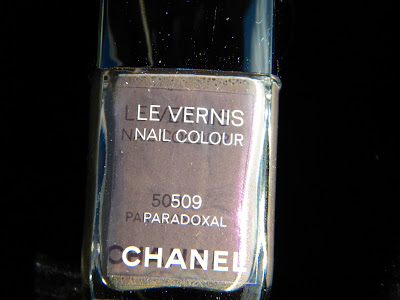 LE VERNIS
NAIL COLOUR
509
PARADOXAL
CHANEL